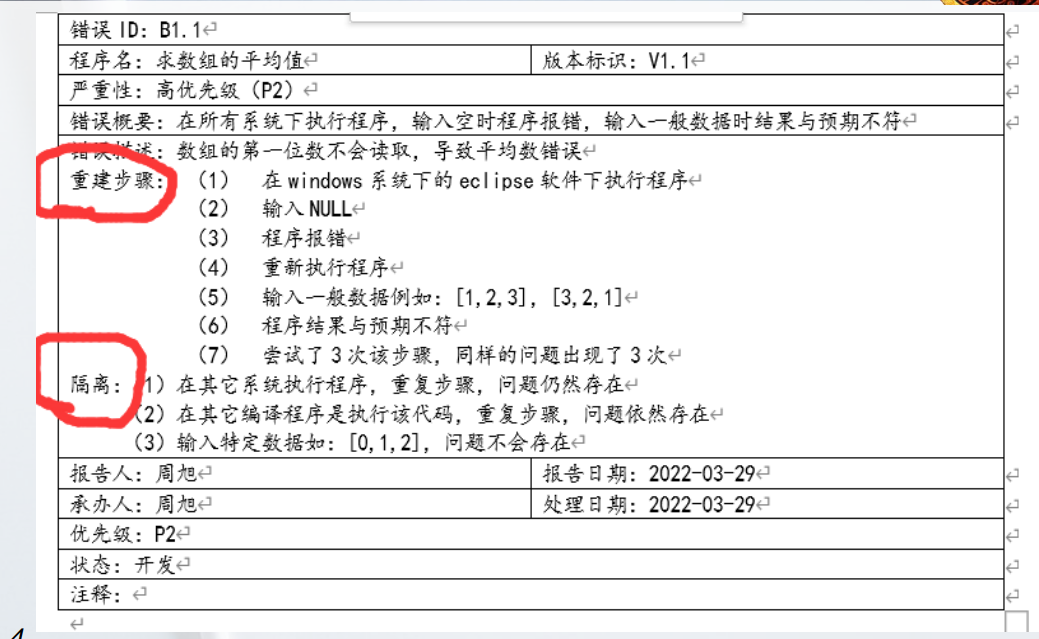 错误 ID: B1.1
程序名: 求数组的平均值 版本标识: V1.1
严重性: 高优先级 (P2)
错误概要: 在所有系统下执行程序, 输入空时程序报错, 输入一般数据时结果与预期不符
错误描述: 数组的第一位数不会读取, 导致平均数错误
重建步骤: (1) 在 windows 系统下的 eclipse 软件下执行程序
(2) 输入 NULL
(3) 程序报错
(4) 重新执行程序
(5) 输入一般数据例如: [1,2,3], [3,2,1]
(6) 程序结果与预期不符
(7) 尝试了 3 次该步骤, 同样的问题出现了 3 次
隔离: (1) 在其它系统执行程序, 重复步骤, 问题仍然存在
(2) 在其它编译程序是执行该代码, 重复步骤, 问题依然存在
(3) 输入特定数据如: [0,1,2], 问题不会存在
报告人: 周旭 报告日期: 2022-03-29
承办人: 周旭 处理日期: 2022-03-29
优先级: P2
状态: 开发
注释: